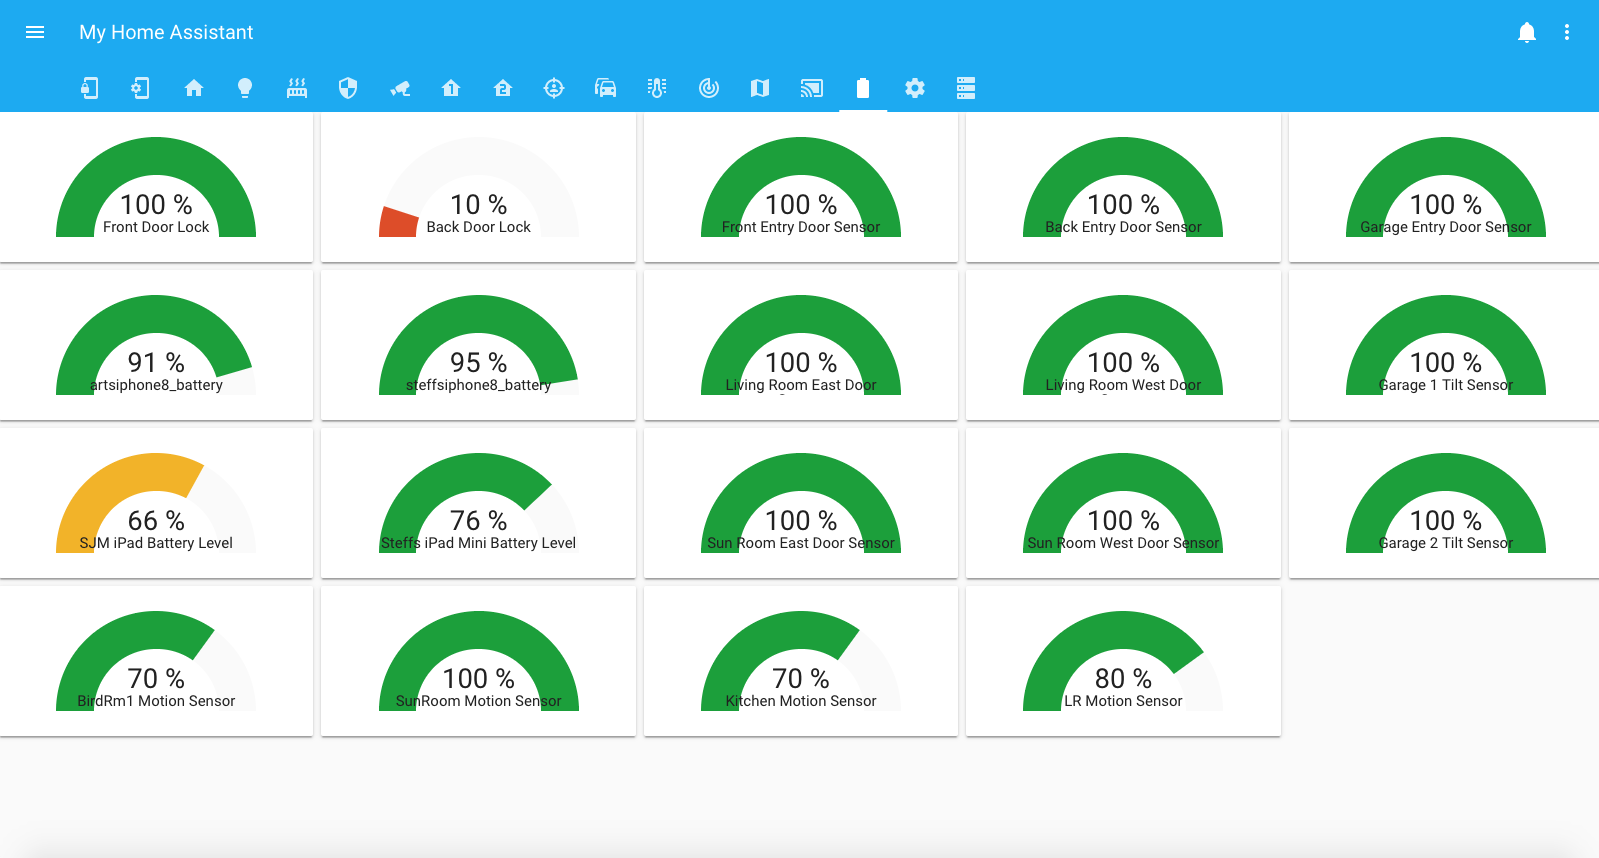 My Home Assistant
1
2
100 %
Front Door Lock
10 %
Back Door Lock
100 %
Front Entry Door Sensor
100 %
Back Entry Door Sensor
100 %
Garage Entry Door Sensor
91 %
artsiphone8_battery
95 %
steffsiphone8_battery
100 %
Living Room East Door
100 %
Living Room West Door
100 %
Garage 1 Tilt Sensor
66 %
SJM iPad Battery Level
76 %
Steffs iPad Mini Battery Level
100 %
Sun Room East Door Sensor
100 %
Sun Room West Door Sensor
100 %
Garage 2 Tilt Sensor
70 %
BirdRm1 Motion Sensor
100 %
SunRoom Motion Sensor
70 %
Kitchen Motion Sensor
80 %
LR Motion Sensor